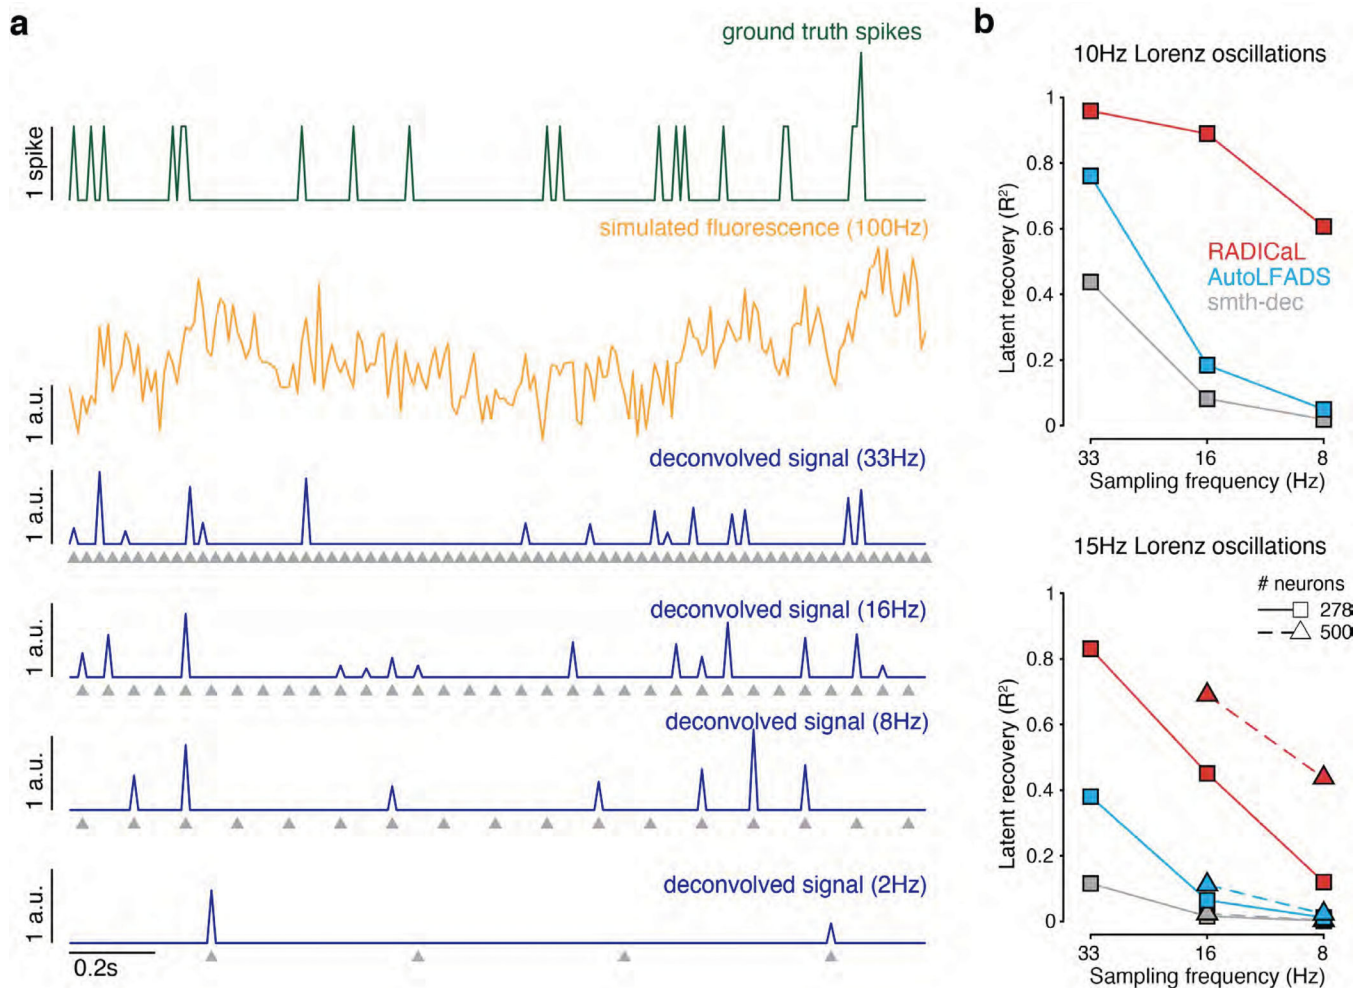 a
ground truth spikes
1 spike
simulated fluorescence (100Hz)
1 a.u.
deconvolved signal (33Hz)
1 a.u.
deconvolved signal (16Hz)
1 a.u.
deconvolved signal (8Hz)
1 a.u.
deconvolved signal (2Hz)
1 a.u.
0.2s
b
10Hz Lorenz oscillations
Latent recovery (R²)
1
0.8
0.6
0.4
0.2
0
RADICaL
AutoLFADS
smth-dec
33 16 8
Sampling frequency (Hz)
15Hz Lorenz oscillations
# neurons
278
500
Latent recovery (R²)
1
0.8
0.6
0.4
0.2
0
33 16 8
Sampling frequency (Hz)